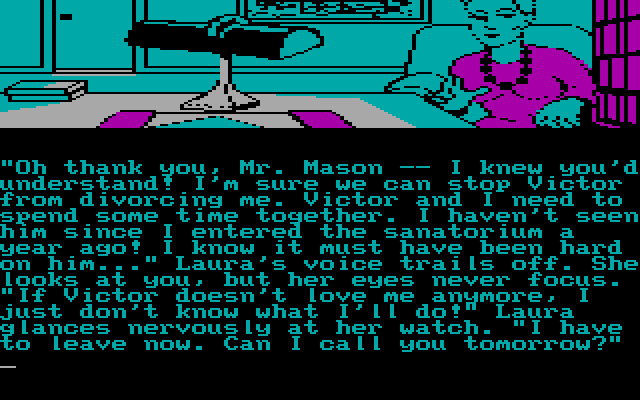 "Oh thank you, Mr. Mason -- I knew you'd
understand! I'm sure we can stop Victor
from divorcing me. Victor and I need to
spend some time together. I haven't seen
him since I entered the sanatorium a
year ago! I know it must have been hard
on him..." Laura's voice trails off. She
looks at you, but her eyes never focus.
"If Victor doesn't love me anymore, I
just don't know what I'll do!" Laura
glances nervously at her watch. "I have
to leave now. Can I call you tomorrow?"